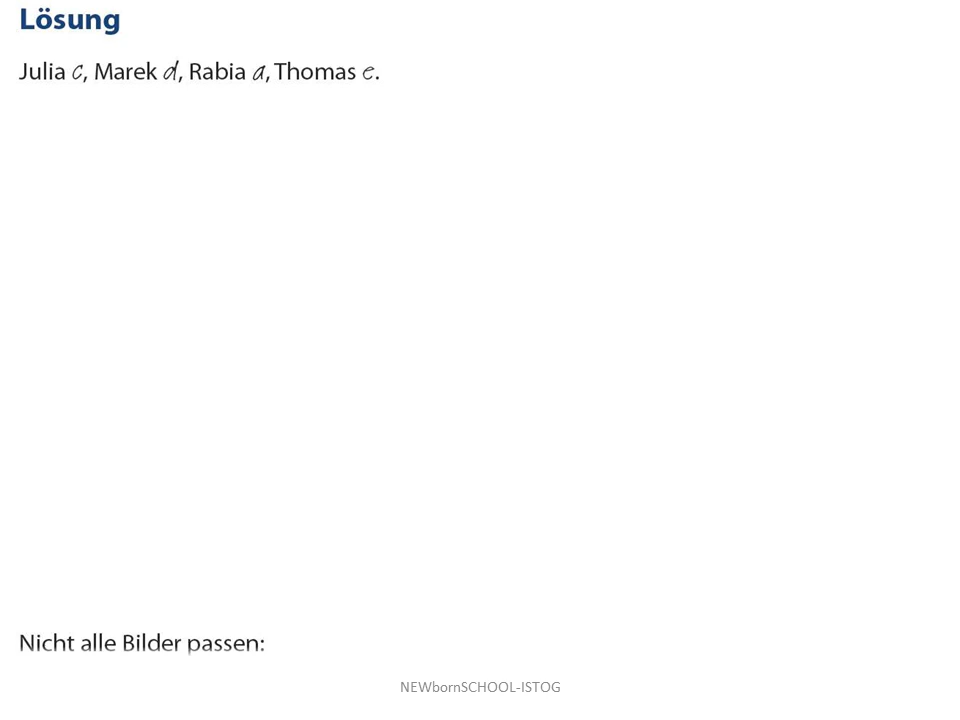 Lösung
Julia c, Marek d, Rabia a, Thomas e.
Nicht alle Bilder passen:
NEWbornSCHOOL-ISTOG